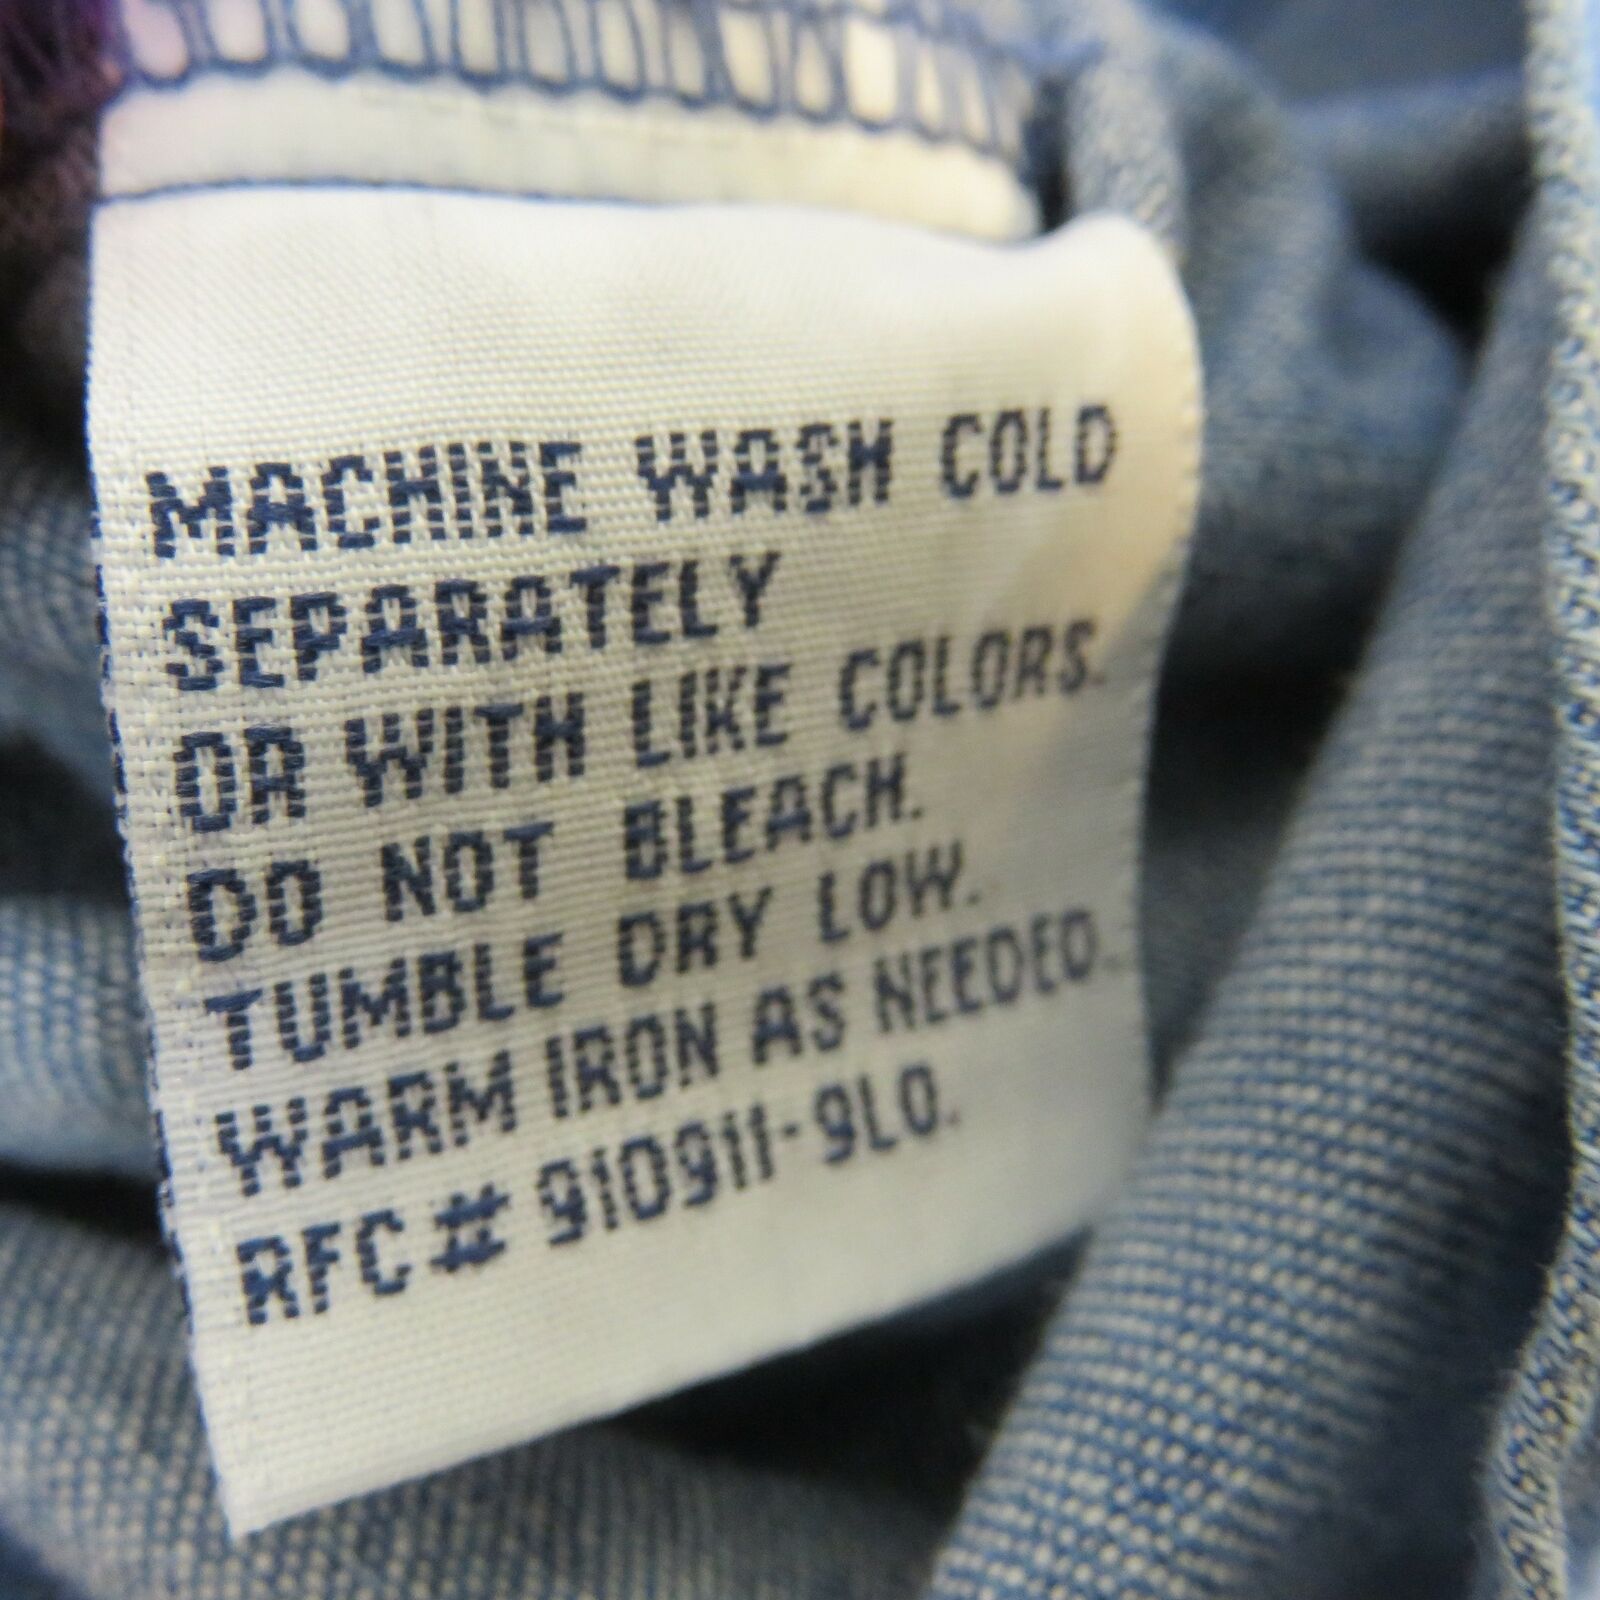 MACHINE WASH COLD
SEPARATELY
OR WITH LIKE COLORS.
DO NOT BLEACH.
TUMBLE DRY LOW.
WARM IRON AS NEEDED.
RFC # 910911-9L0.